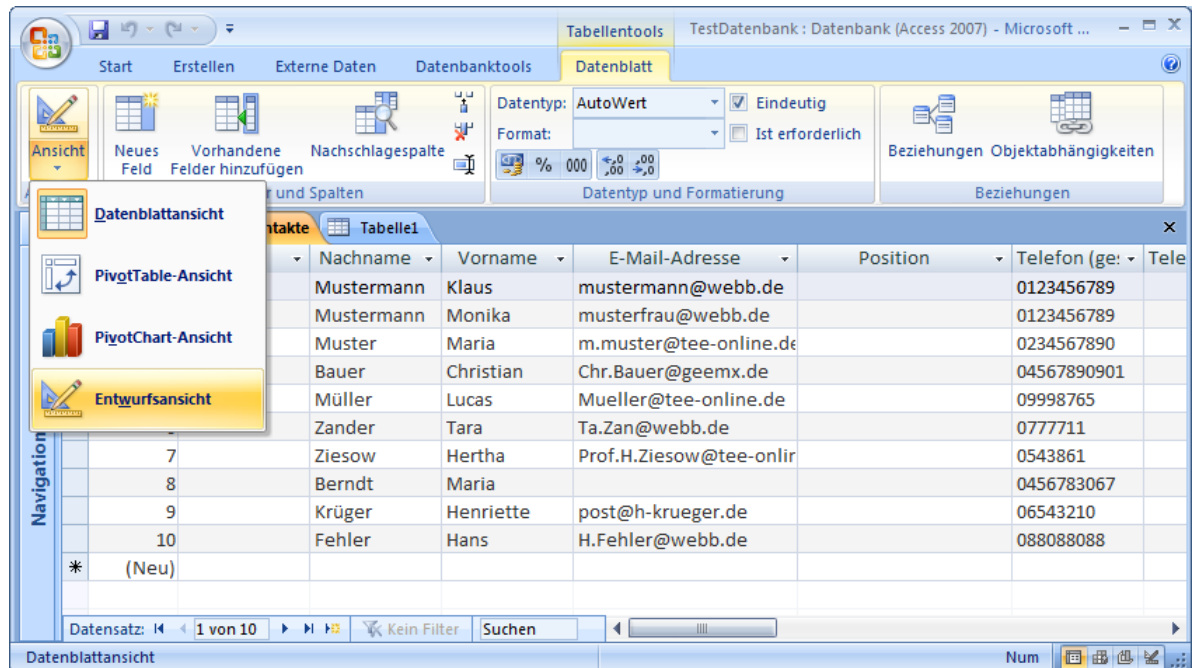 Tabellentools TestDatenbank : Datenbank (Access 2007) - Microsoft ...
Start Erstellen Externe Daten Datenbanktools Datenblatt
Ansicht
Neues Feld
Vorhandene Felder hinzufügen
Nachschlagespalte
Datentyp: AutoWert Eindeutig
Format: Ist erforderlich
% 000 ,00 ,0
Beziehungen Objektabhängigkeiten
r und Spalten Datentyp und Formatierung Beziehungen
Datenblattansicht
PivotTable-Ansicht
PivotChart-Ansicht
Entwurfsansicht
ntakte Tabelle1
Nachname Vorname E-Mail-Adresse Position Telefon (ges Tele
Mustermann Klaus mustermann@webb.de 0123456789
Mustermann Monika musterfrau@webb.de 0123456789
Muster Maria m.muster@tee-online.de 0234567890
Bauer Christian Chr.Bauer@geemx.de 04567890901
Müller Lucas Mueller@tee-online.de 09998765
Zander Tara Ta.Zan@webb.de 0777711
7 Ziesow Hertha Prof.H.Ziesow@tee-onlin 0543861
8 Berndt Maria 0456783067
9 Krüger Henriette post@h-krueger.de 06543210
10 Fehler Hans H.Fehler@webb.de 088088088
(Neu)
Navigation
Datensatz: 1 von 10 Kein Filter Suchen
Datenblattansicht Num